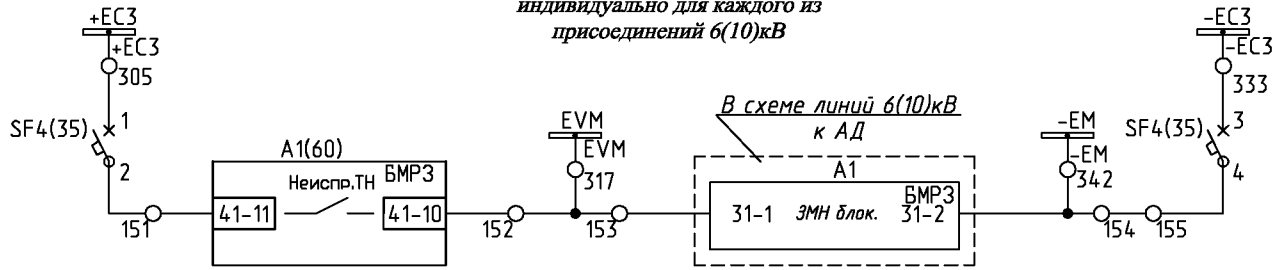 индивидуально для каждого из
присоединений 6(10)кВ
+EC3
+EC3
305
SF4(35)
1
2
151
A1(60)
БМРЗ
Неиспр.ТН
41-11
41-10
152
EVM
EVM
317
153
В схеме линий 6(10)кВ
к АД
A1
БМРЗ
31-1
ЗМН блок.
31-2
-EM
-EM
342
154
155
-EC3
-EC3
333
SF4(35)
3
4